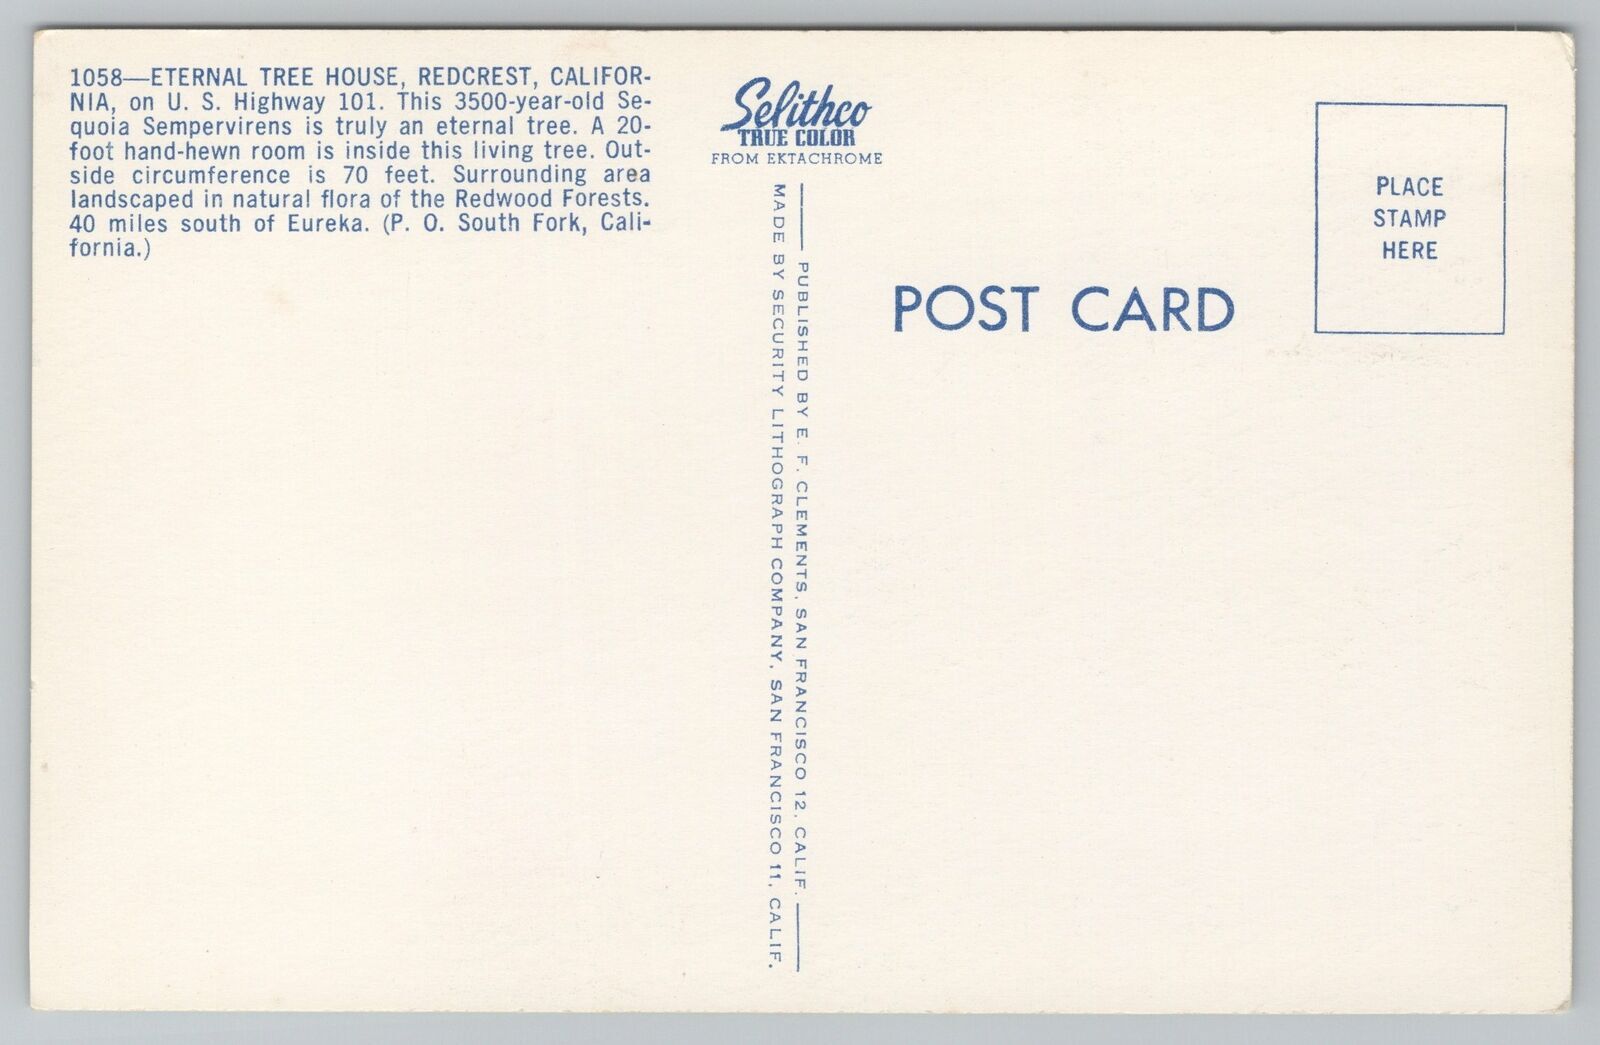 1058—ETERNAL TREE HOUSE, REDCREST, CALIFOR-
NIA, on U. S. Highway 101. This 3500-year-old Se-
quoia Sempervirens is truly an eternal tree. A 20-
foot hand-hewn room is inside this living tree. Out-
side circumference is 70 feet. Surrounding area
landscaped in natural flora of the Redwood Forests.
40 miles south of Eureka. (P. O. South Fork, Cali-
fornia.)
Selithco
TRUE COLOR
FROM EKTACHROME
PUBLISHED BY E. F. CLEMENTS, SAN FRANCISCO 12, CALIF.
MADE BY SECURITY LITHOGRAPH COMPANY, SAN FRANCISCO 11, CALIF.
POST CARD
PLACE
STAMP
HERE